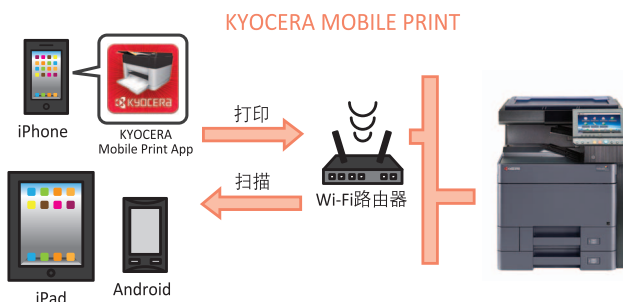 KYOCERA MOBILE PRINT
KYOCERA
iPhone
KYOCERA
Mobile Print App
打印
扫描
Wi-Fi路由器
iPad
Android